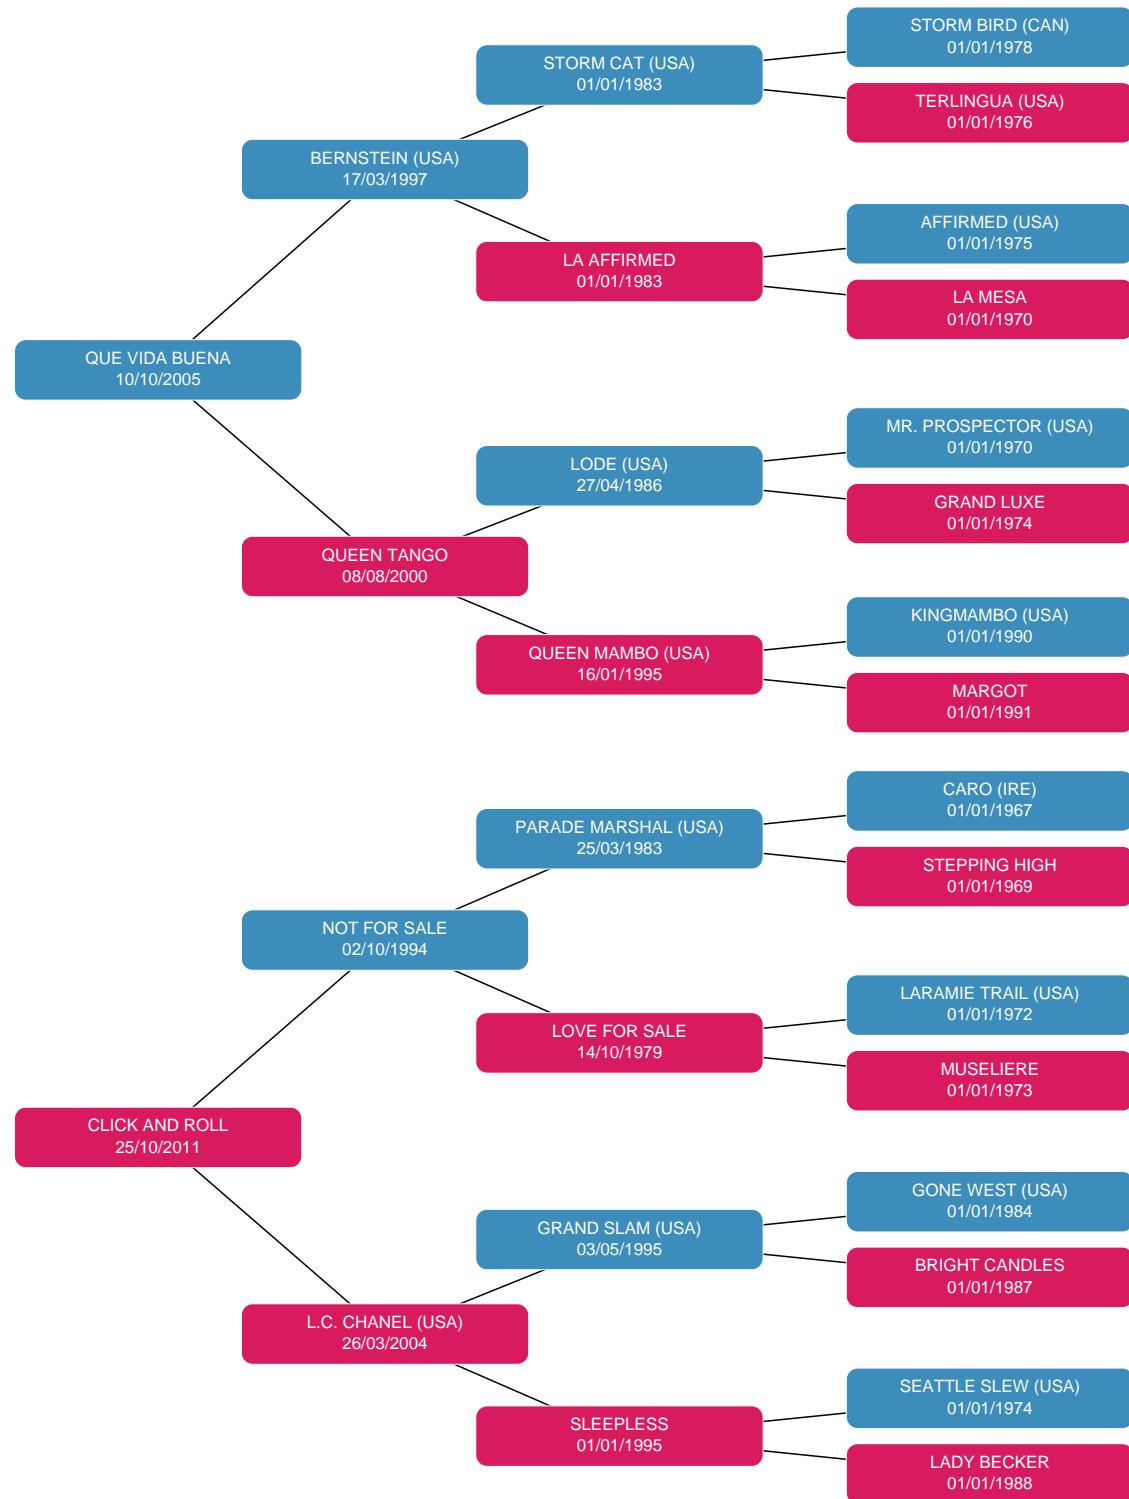 STORM BIRD (CAN)
01/01/1978
STORM CAT (USA)
01/01/1983
TERLINGUA (USA)
01/01/1976
BERNSTEIN (USA)
17/03/1997
AFFIRMED (USA)
01/01/1975
LA AFFIRMED
01/01/1983
LA MESA
01/01/1970
QUE VIDA BUENA
10/10/2005
MR. PROSPECTOR (USA)
01/01/1970
LODE (USA)
27/04/1986
GRAND LUXE
01/01/1974
QUEEN TANGO
08/08/2000
KINGMAMBO (USA)
01/01/1990
QUEEN MAMBO (USA)
16/01/1995
MARGOT
01/01/1991
CARO (IRE)
01/01/1967
PARADE MARSHAL (USA)
25/03/1983
STEPPING HIGH
01/01/1969
NOT FOR SALE
02/10/1994
LARAMIE TRAIL (USA)
01/01/1972
LOVE FOR SALE
14/10/1979
MUSELIERE
01/01/1973
CLICK AND ROLL
25/10/2011
GONE WEST (USA)
01/01/1984
GRAND SLAM (USA)
03/05/1995
BRIGHT CANDLES
01/01/1987
L.C. CHANEL (USA)
26/03/2004
SEATTLE SLEW (USA)
01/01/1974
SLEEPLESS
01/01/1995
LADY BECKER
01/01/1988